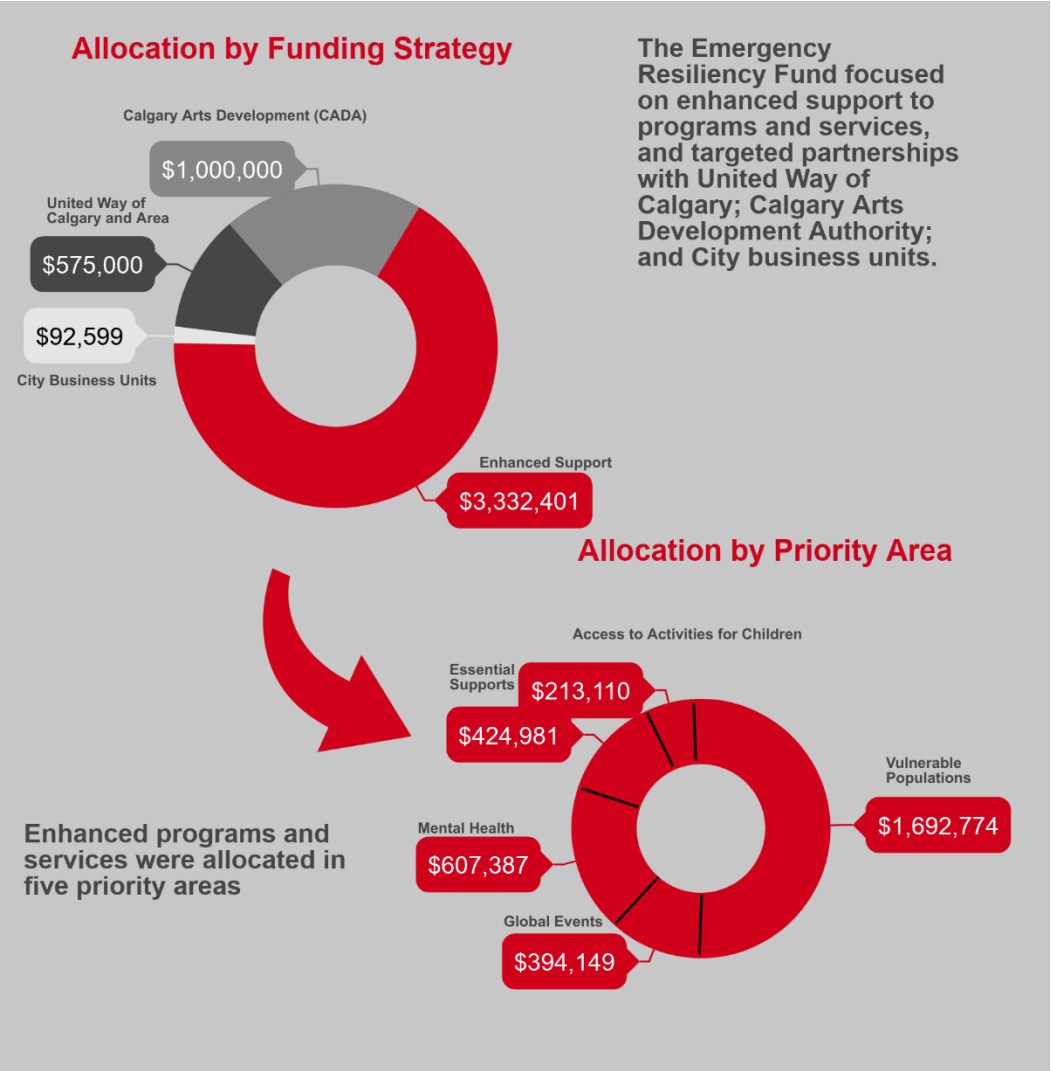 Allocation by Funding Strategy
The Emergency
Resiliency Fund focused
on enhanced support to
programs and services,
and targeted partnerships
with United Way of
Calgary; Calgary Arts
Development Authority;
and City business units.
Calgary Arts Development (CADA)
$1,000,000
United Way of
Calgary and Area
$575,000
$92,599
City Business Units
Enhanced Support
$3,332,401
Allocation by Priority Area
Access to Activities for Children
$213,110
Essential
Supports
$424,981
Vulnerable
Populations
$1,692,774
Mental Health
$607,387
Global Events
$394,149
Enhanced programs and
services were allocated in
five priority areas